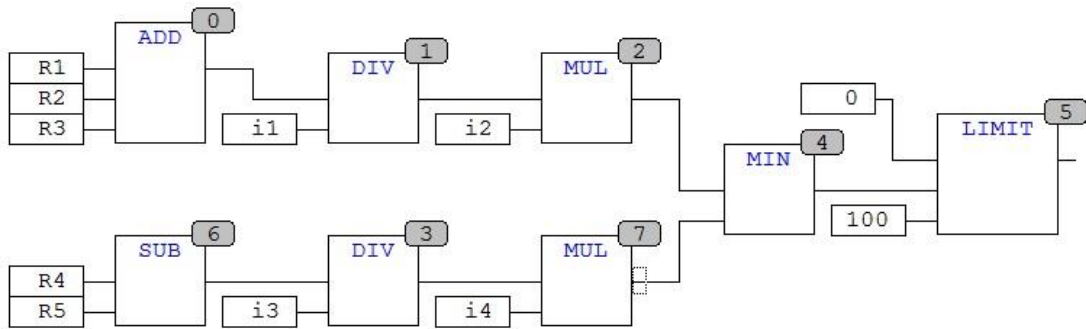 ADD 0
R1
R2
R3
DIV 1
i1
MUL 2
i2
MIN 4
0
LIMIT 5
100
SUB 6
R4
R5
DIV 3
i3
MUL 7
i4